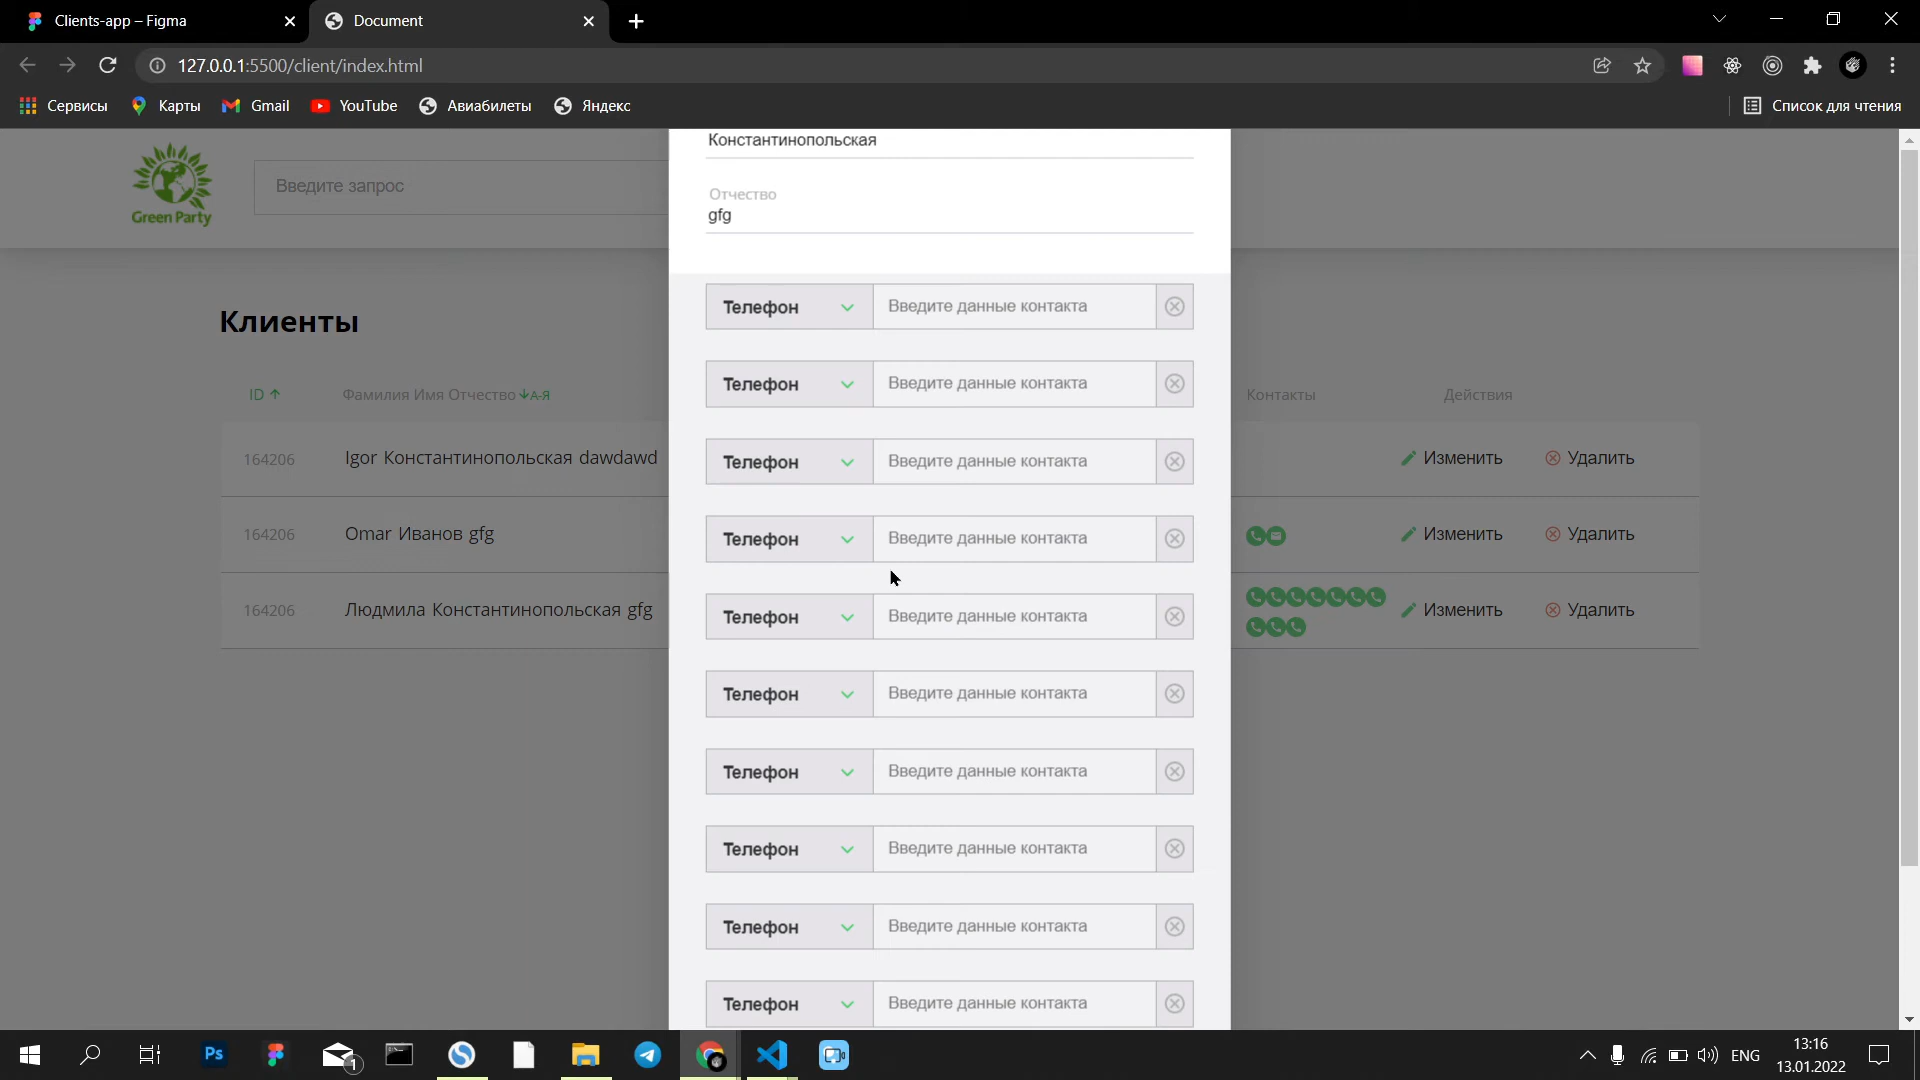 Clients-app – Figma
Document
127.0.0.1:5500/client/index.html
Сервисы
Карты
Gmail
YouTube
Авиабилеты
Яндекс
Список для чтения
Green Party
Введите запрос
Константинопольская
Отчество
gfg
Клиенты
ID
Фамилия Имя Отчество
А-Я
Контакты
Действия
164206
Igor Константинопольская dawdawd
Изменить
Удалить
164206
Omar Иванов gfg
Изменить
Удалить
164206
Людмила Константинопольская gfg
Изменить
Удалить
Телефон
Введите данные контакта
Телефон
Введите данные контакта
Телефон
Введите данные контакта
Телефон
Введите данные контакта
Телефон
Введите данные контакта
Телефон
Введите данные контакта
Телефон
Введите данные контакта
Телефон
Введите данные контакта
Телефон
Введите данные контакта
Телефон
Введите данные контакта
Ps
1
ENG
13:16
13.01.2022